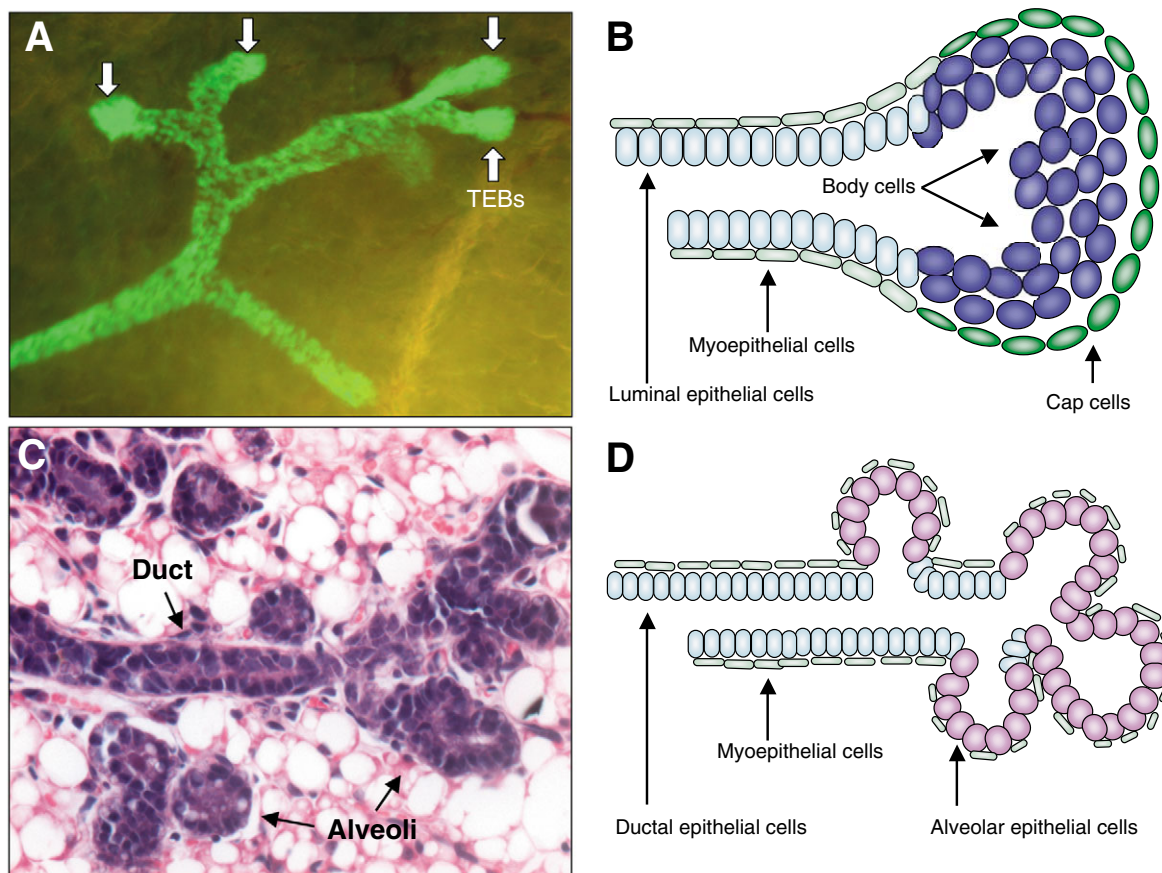 A
TEBs
B
Body cells
Myoepithelial cells
Luminal epithelial cells
Cap cells
C
Duct
Alveoli
D
Myoepithelial cells
Ductal epithelial cells
Alveolar epithelial cells